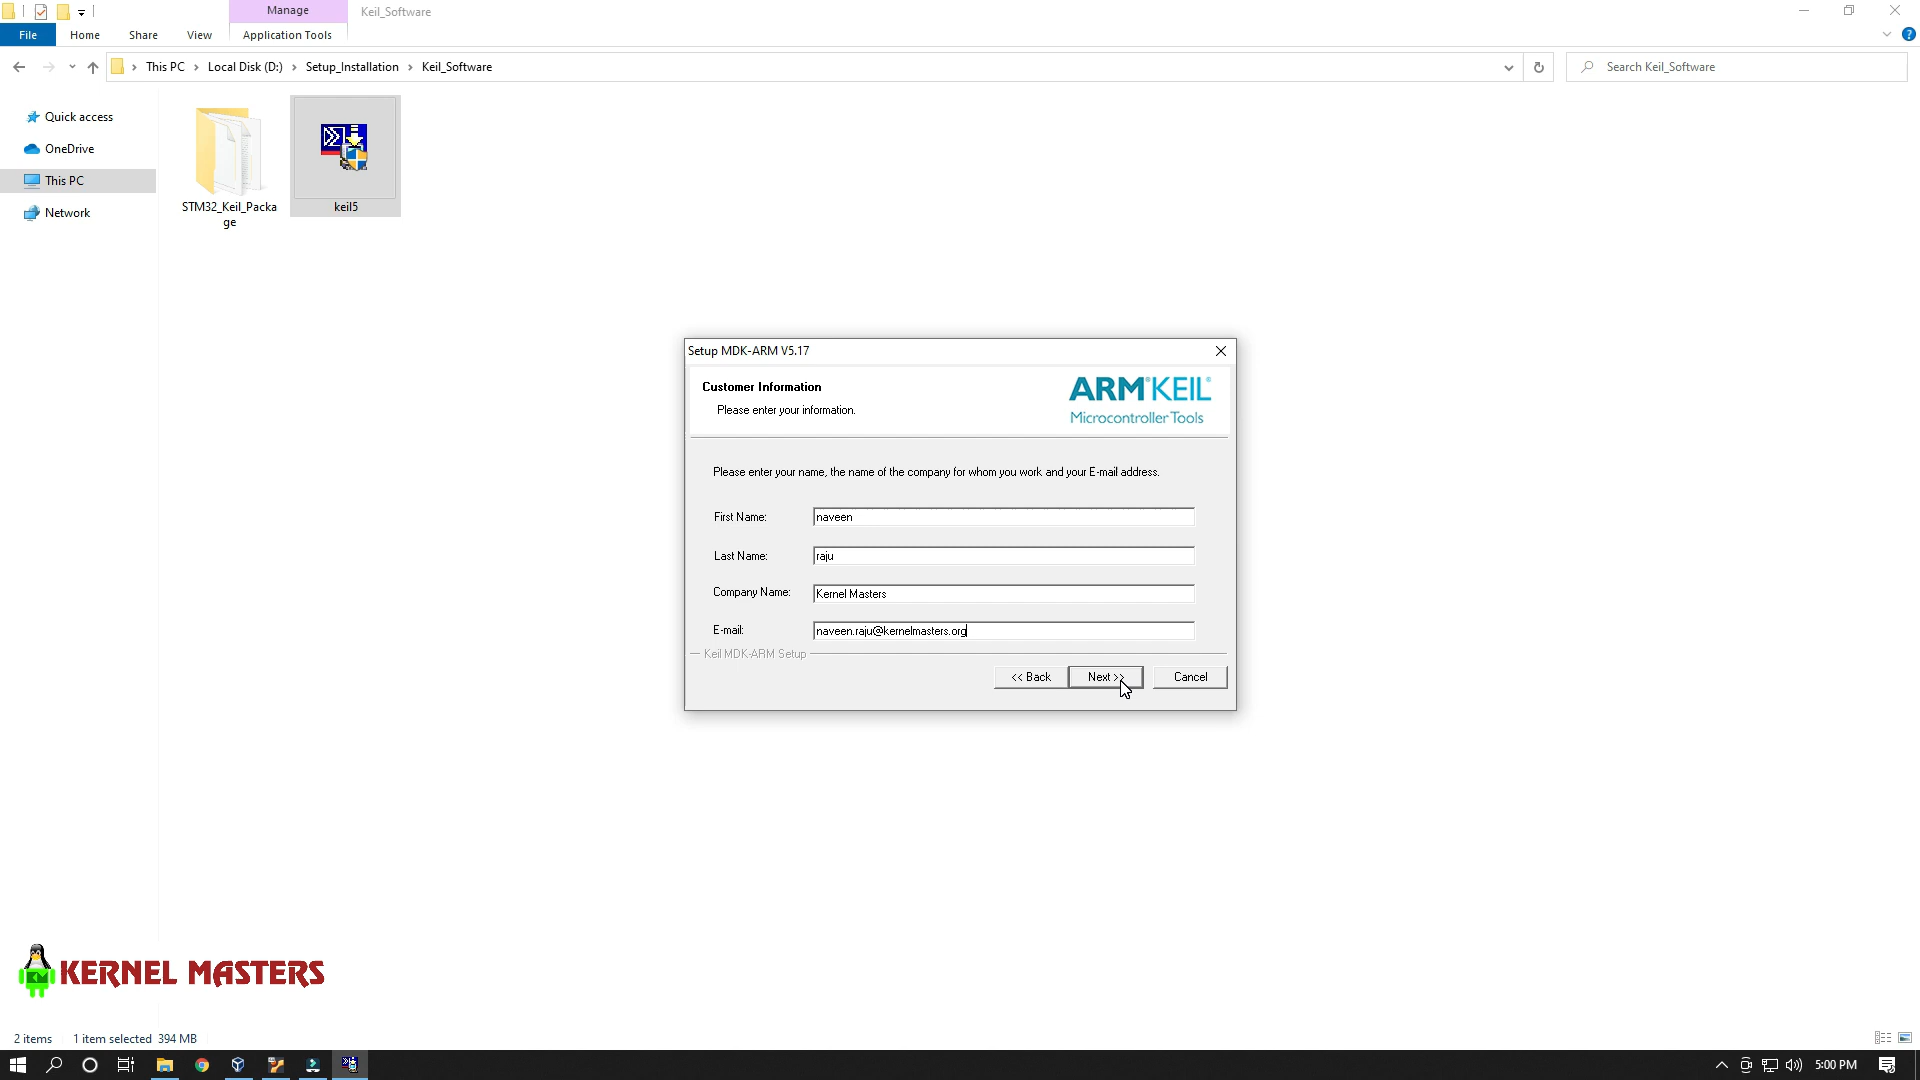 Manage
Keil_Software
File
Home
Share
View
Application Tools
This PC
Local Disk (D:)
Setup_Installation
Keil_Software
Search Keil_Software
Quick access
OneDrive
This PC
Network
STM32_Keil_Packa
ge
keil5
Setup MDK-ARM V5.17
Customer Information
Please enter your information.
ARM®KEIL®
Microcontroller Tools
Please enter your name, the name of the company for whom you work and your E-mail address.
First Name:
naveen
Last Name:
raju
Company Name:
Kernel Masters
E-mail:
naveen.raju@kernelmasters.org
Keil MDK-ARM Setup
<< Back
Next >>
Cancel
KERNEL MASTERS
2 items
1 item selected 394 MB
5:00 PM